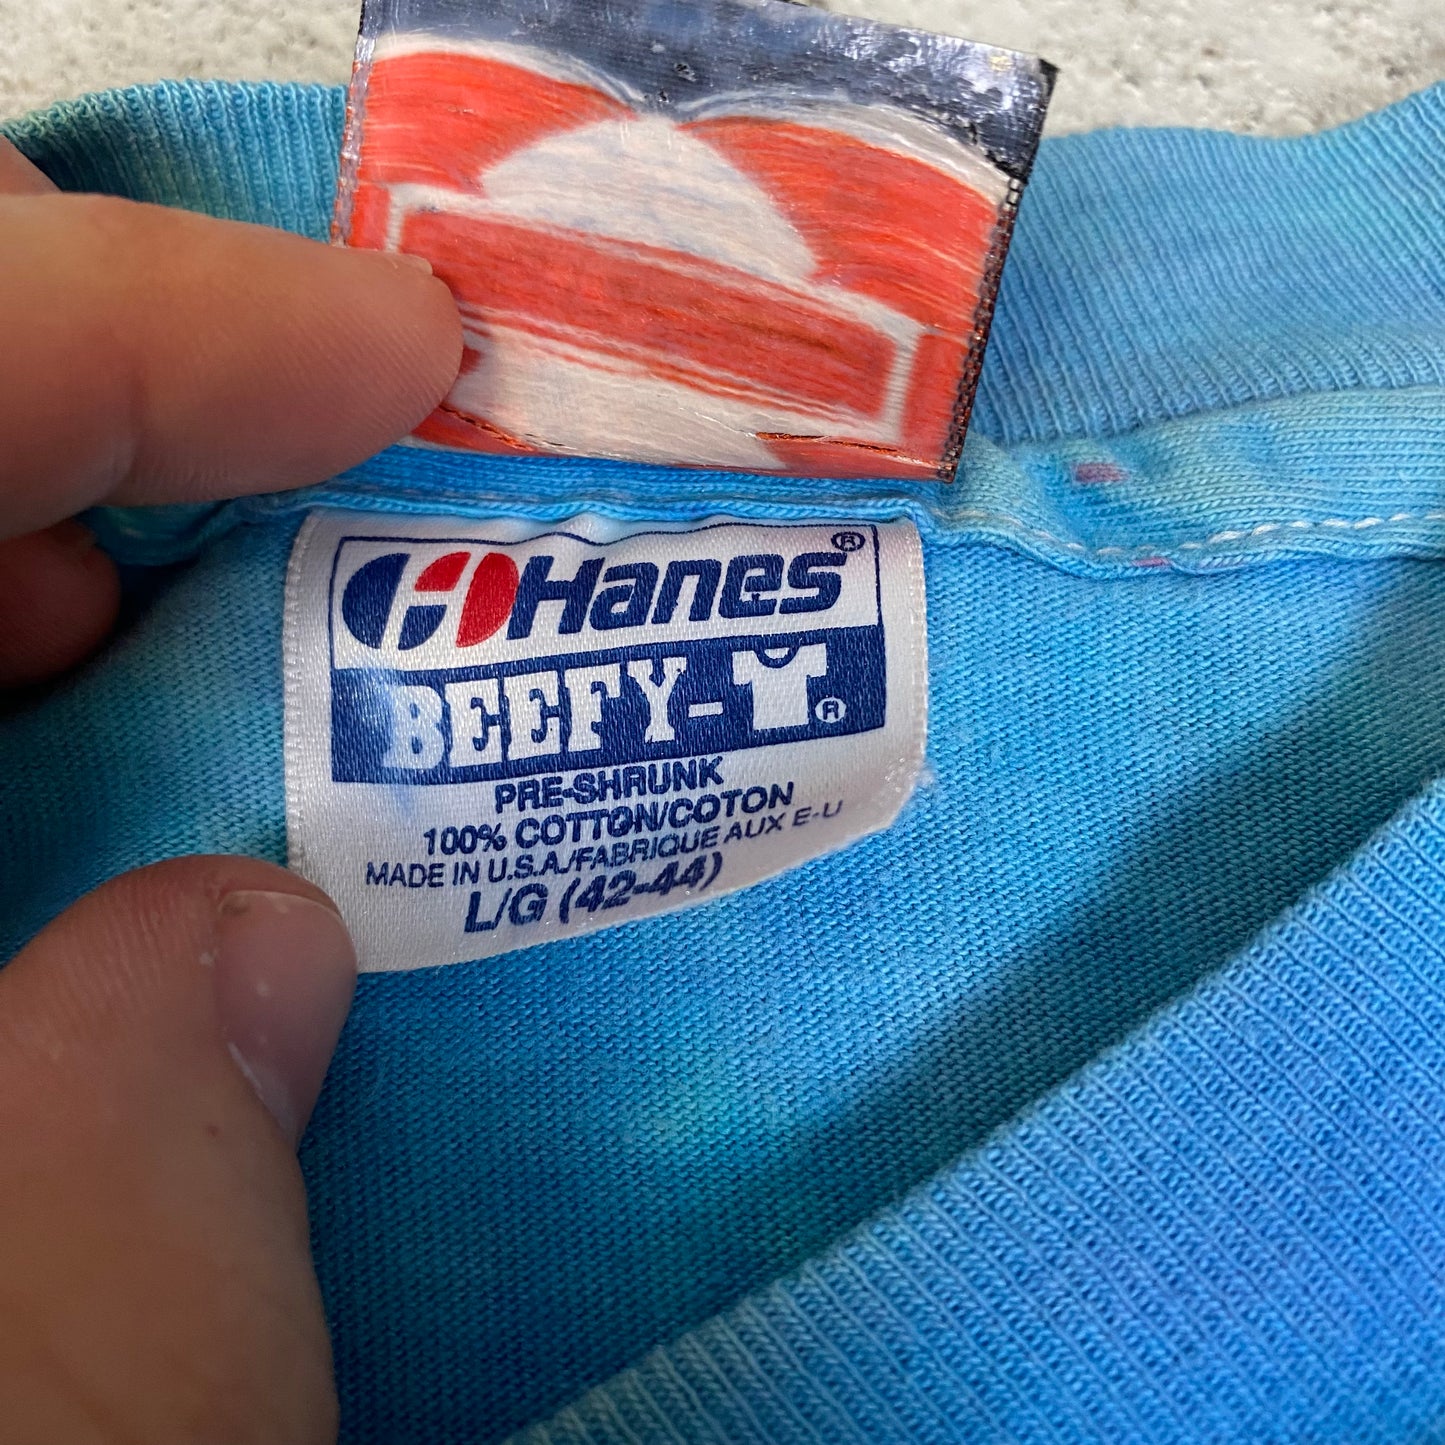 Hanes®
BEEFY-T®
PRE-SHRUNK
100% COTTON/COTON
MADE IN U.S.A./FABRIQUE AUX E-U
L/G (42-44)